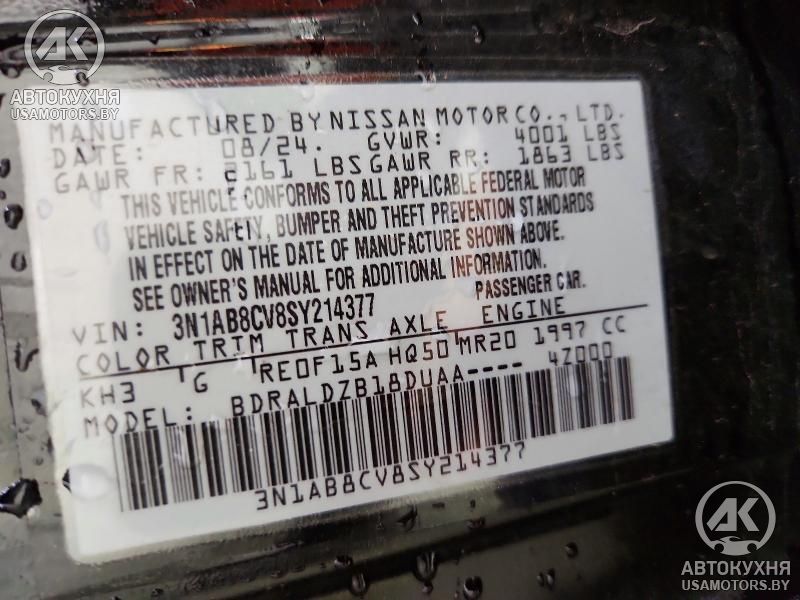 АК
АВТОКУХНЯ
USAMOTORS.BY
MANUFACTURED BY NISSAN MOTOR CO., LTD.
DATE: 08/24. GVWR: 4001 LBS
GAWR FR: 2161 LBS GAWR RR: 1863 LBS
THIS VEHICLE CONFORMS TO ALL APPLICABLE FEDERAL MOTOR
VEHICLE SAFETY, BUMPER AND THEFT PREVENTION STANDARDS
IN EFFECT ON THE DATE OF MANUFACTURE SHOWN ABOVE.
SEE OWNER'S MANUAL FOR ADDITIONAL INFORMATION.
VIN: 3N1AB8CV8SY214377 PASSENGER CAR.
COLOR TRIM TRANS AXLE ENGINE
KH3 G RE0F15A HQ50 MR20 1997 CC
MODEL: BDRALDZB18DUAA---- 4Z000
3N1AB8CV8SY214377
АК
АВТОКУХНЯ
USAMOTORS.BY